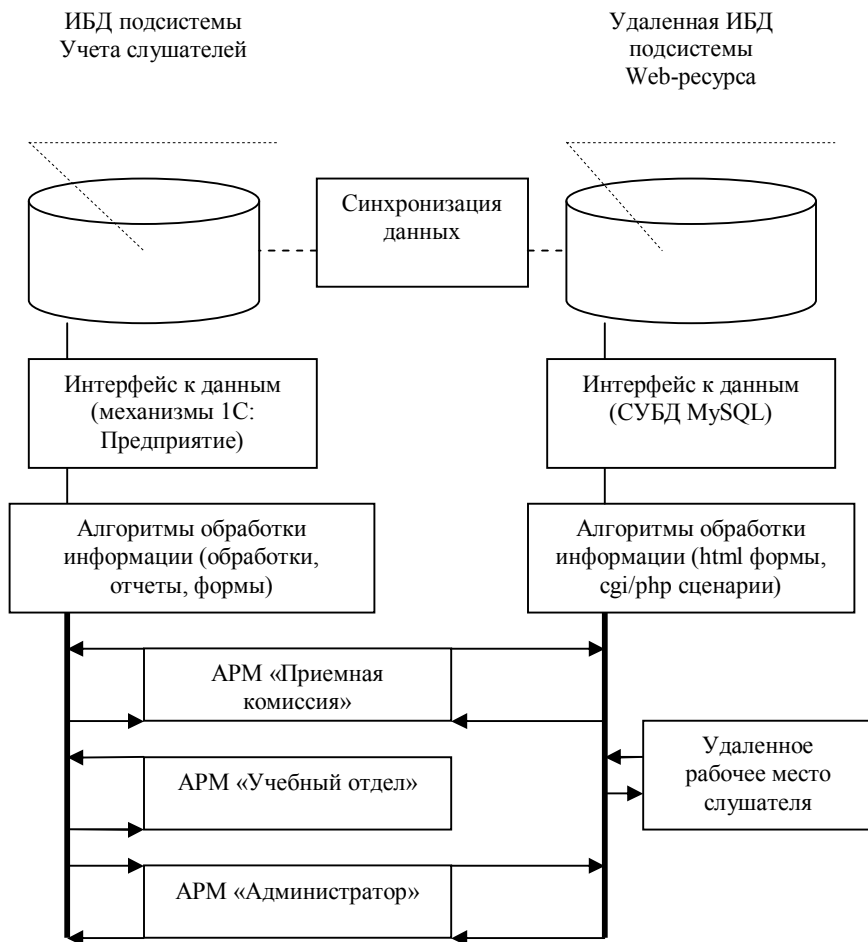 ИБД подсистемы
Учета слушателей
Удаленная ИБД
подсистемы
Web-ресурса
Синхронизация
данных
Интерфейс к данным
(механизмы 1С:
Предприятие)
Интерфейс к данным
(СУБД MySQL)
Алгоритмы обработки
информации (обработки,
отчеты, формы)
Алгоритмы обработки
информации (html формы,
cgi/php сценарии)
АРМ «Приемная
комиссия»
АРМ «Учебный отдел»
Удаленное
рабочее место
слушателя
АРМ «Администратор»